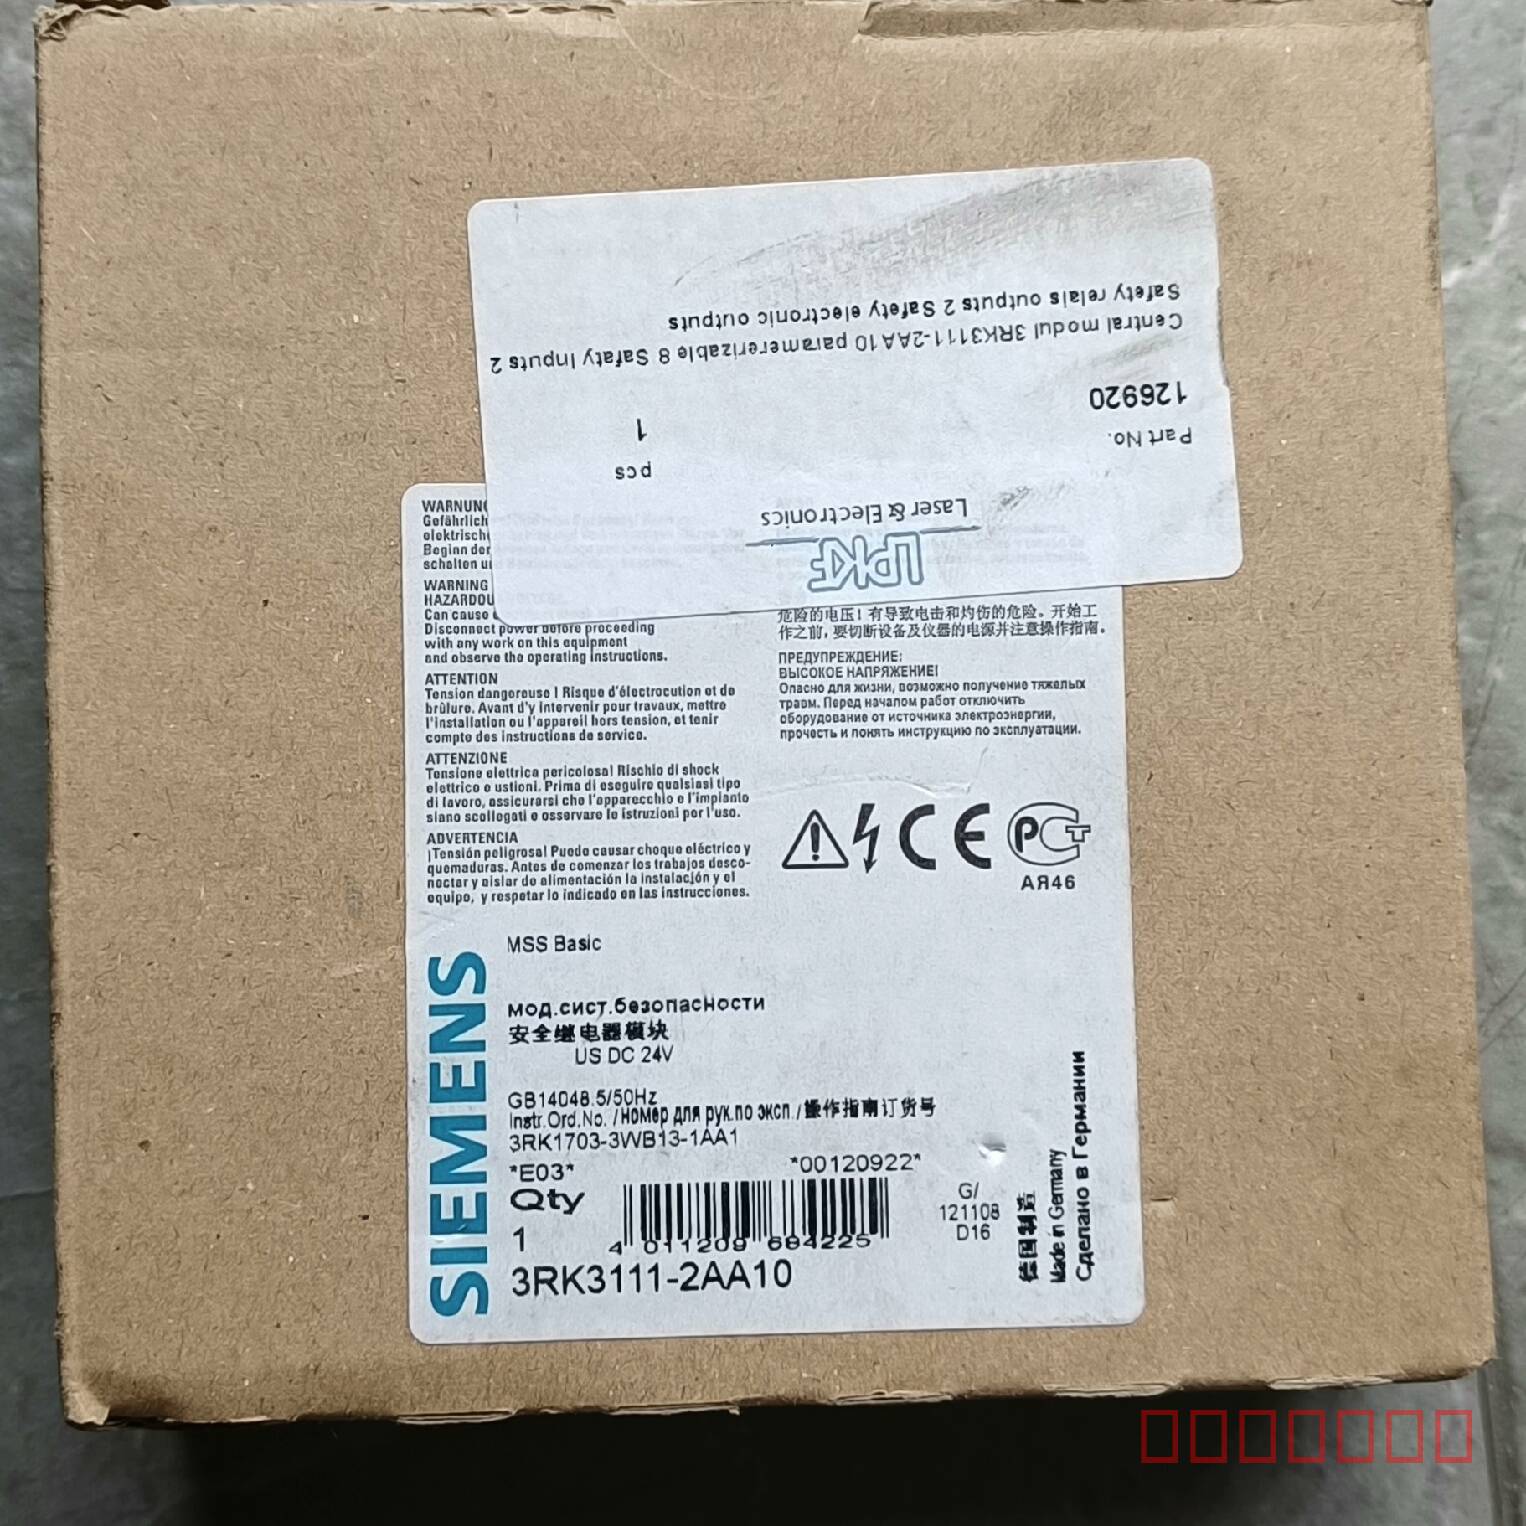 LPKF
Laser & Electronics
Part No.
pcs
126920
1
Central modul 3RK3111-2AA10 paramererizable 8 Safaty Inputs 2
Safety relais outputs 2 Safety electronic outputs
WARNUN
Gefährlich
elektrische
Beginn der
schalten u
WARNING
HAZARDOU
Can cause
Disconnect power before proceeding
with any work on this equipment
and observe the operating instructions.
ATTENTION
Tension dangereuse ! Risque d'électrocution et de
brûlure. Avant d'y intervenir pour travaux, mettre
l'installation ou l'appareil hors tension, et tenir
compte des instructions de service.
ATTENZIONE
Tensione elettrica pericolosa! Rischio di shock
elettrico e ustioni. Prima di eseguire qualsiasi tipo
di lavoro, assicurarsi che l'apparecchio e l'impianto
siano scollegati e osservare le istruzioni per l'uso.
ADVERTENCIA
¡Tensión peligrosa! Puede causar choque eléctrico y
quemaduras. Antes de comenzar los trabajos desco-
nectar y aislar de alimentación la instalación y el
equipo, y respetar lo indicado en las instrucciones.
危险的电压！有导致电击和灼伤的危险。开始工
作之前，要切断设备及仪器的电源并注意操作指南。
ПРЕДУПРЕЖДЕНИЕ:
ВЫСОКОЕ НАПРЯЖЕНИЕ!
Опасно для жизни, возможно получение тяжелых
травм. Перед началом работ отключить
оборудование от источника электроэнергии,
прочесть и понять инструкцию по эксплуатации.
CE
РСТ
АЯ46
SIEMENS
MSS Basic
мод.сист.безопасности
安全继电器模块
US DC 24V
GB14048.5/50Hz
Instr.Ord.No. /номер для рук.по эксп./操作指南订货号
3RK1703-3WB13-1AA1
*E03*
*00120922*
Qty
1
4 011209 684225
3RK3111-2AA10
G/
121108
D16
德国制造
Made in Germany
Сделано в Германии